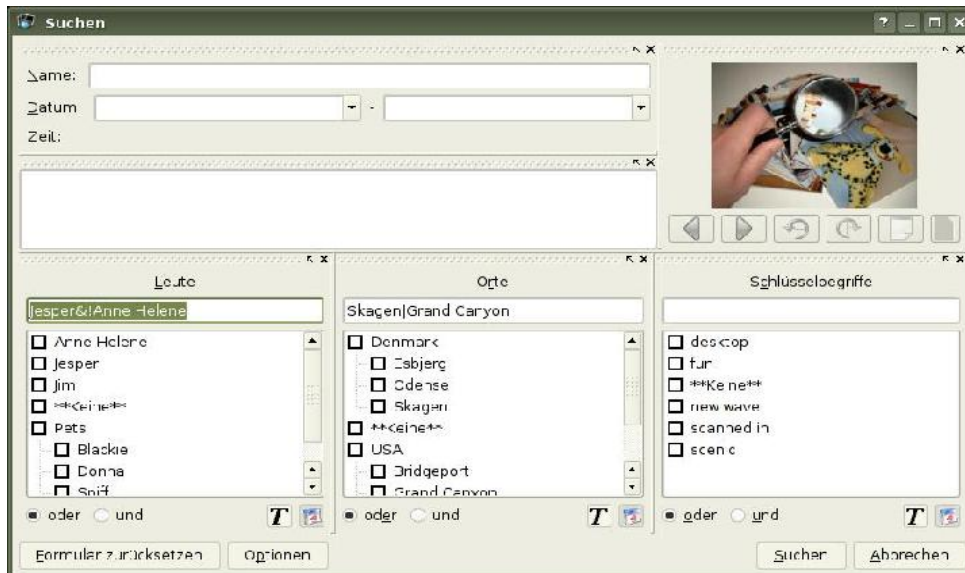 Suchen
Name:
Datum -
Zeit:
Leute
Jesper&!Anne Helene
Anne Helene
Jesper
Jim
**Keine**
Pets
Blackie
Donna
Sniff
oder und
T
Orte
Skagen|Grand Canyon
Denmark
Esbjerg
Odense
Skagen
**Keine**
USA
Bridgeport
Grand Canyon
oder und
T
Schlüsselbegriffe
desktop
fun
**Keine**
new wave
scanned in
scenic
oder und
T
Formular zurücksetzen Optionen Suchen Abbrechen